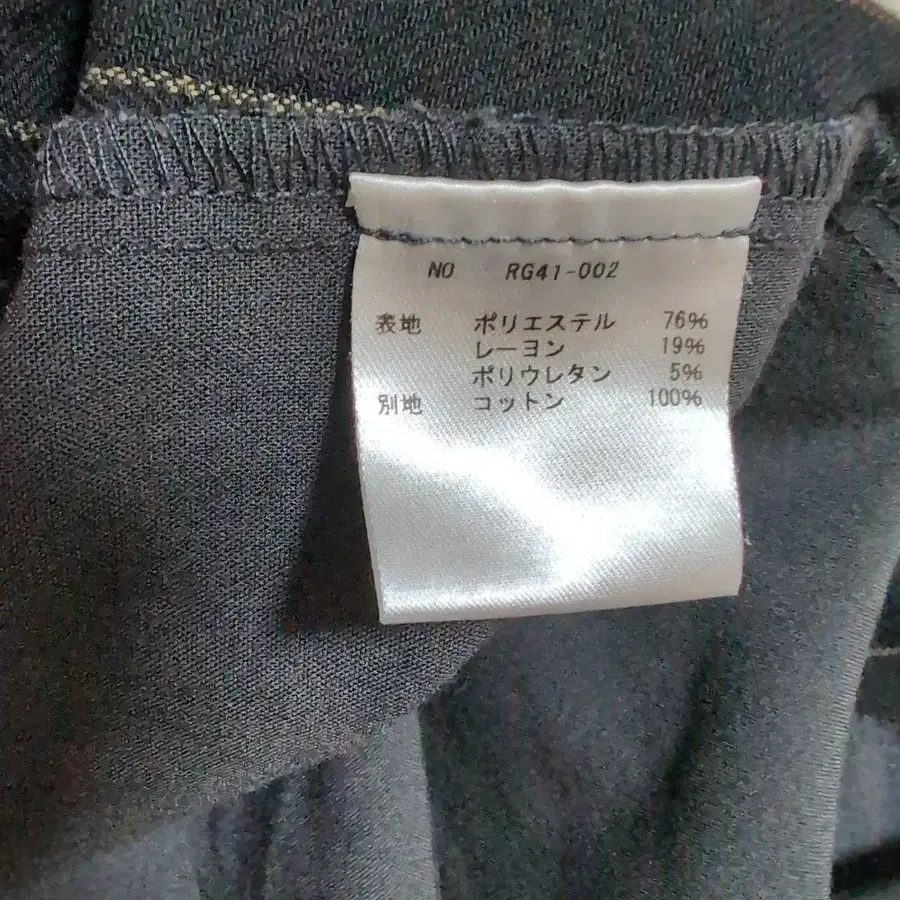 NO RG41-002
表地 ポリエステル 76%
レーヨン 19%
ポリウレタン 5%
別地 コットン 100%